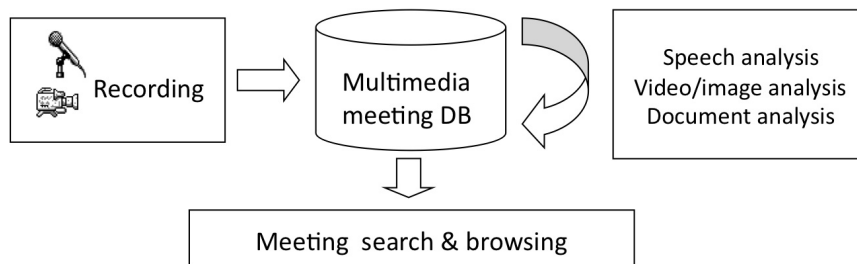 Recording
Multimedia
meeting DB
Speech analysis
Video/image analysis
Document analysis
Meeting search & browsing